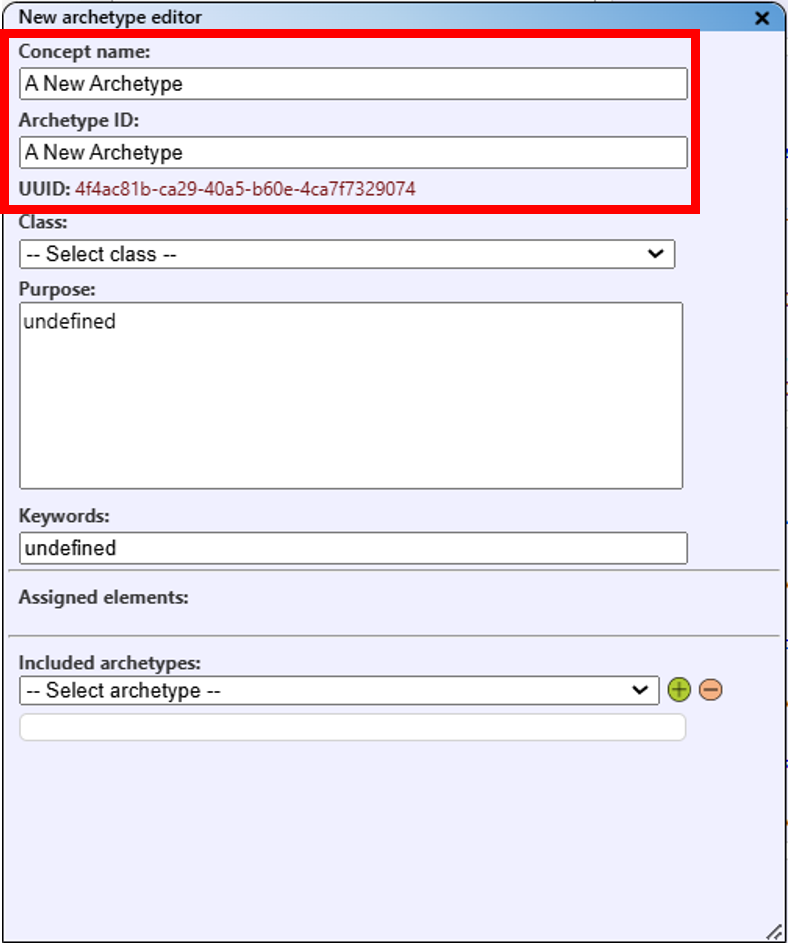 New archetype editor
Concept name:
A New Archetype
Archetype ID:
A New Archetype
UUID: 4f4ac81b-ca29-40a5-b60e-4ca7f7329074
Class:
-- Select class --
Purpose:
undefined
Keywords:
undefined
Assigned elements:
Included archetypes:
-- Select archetype --